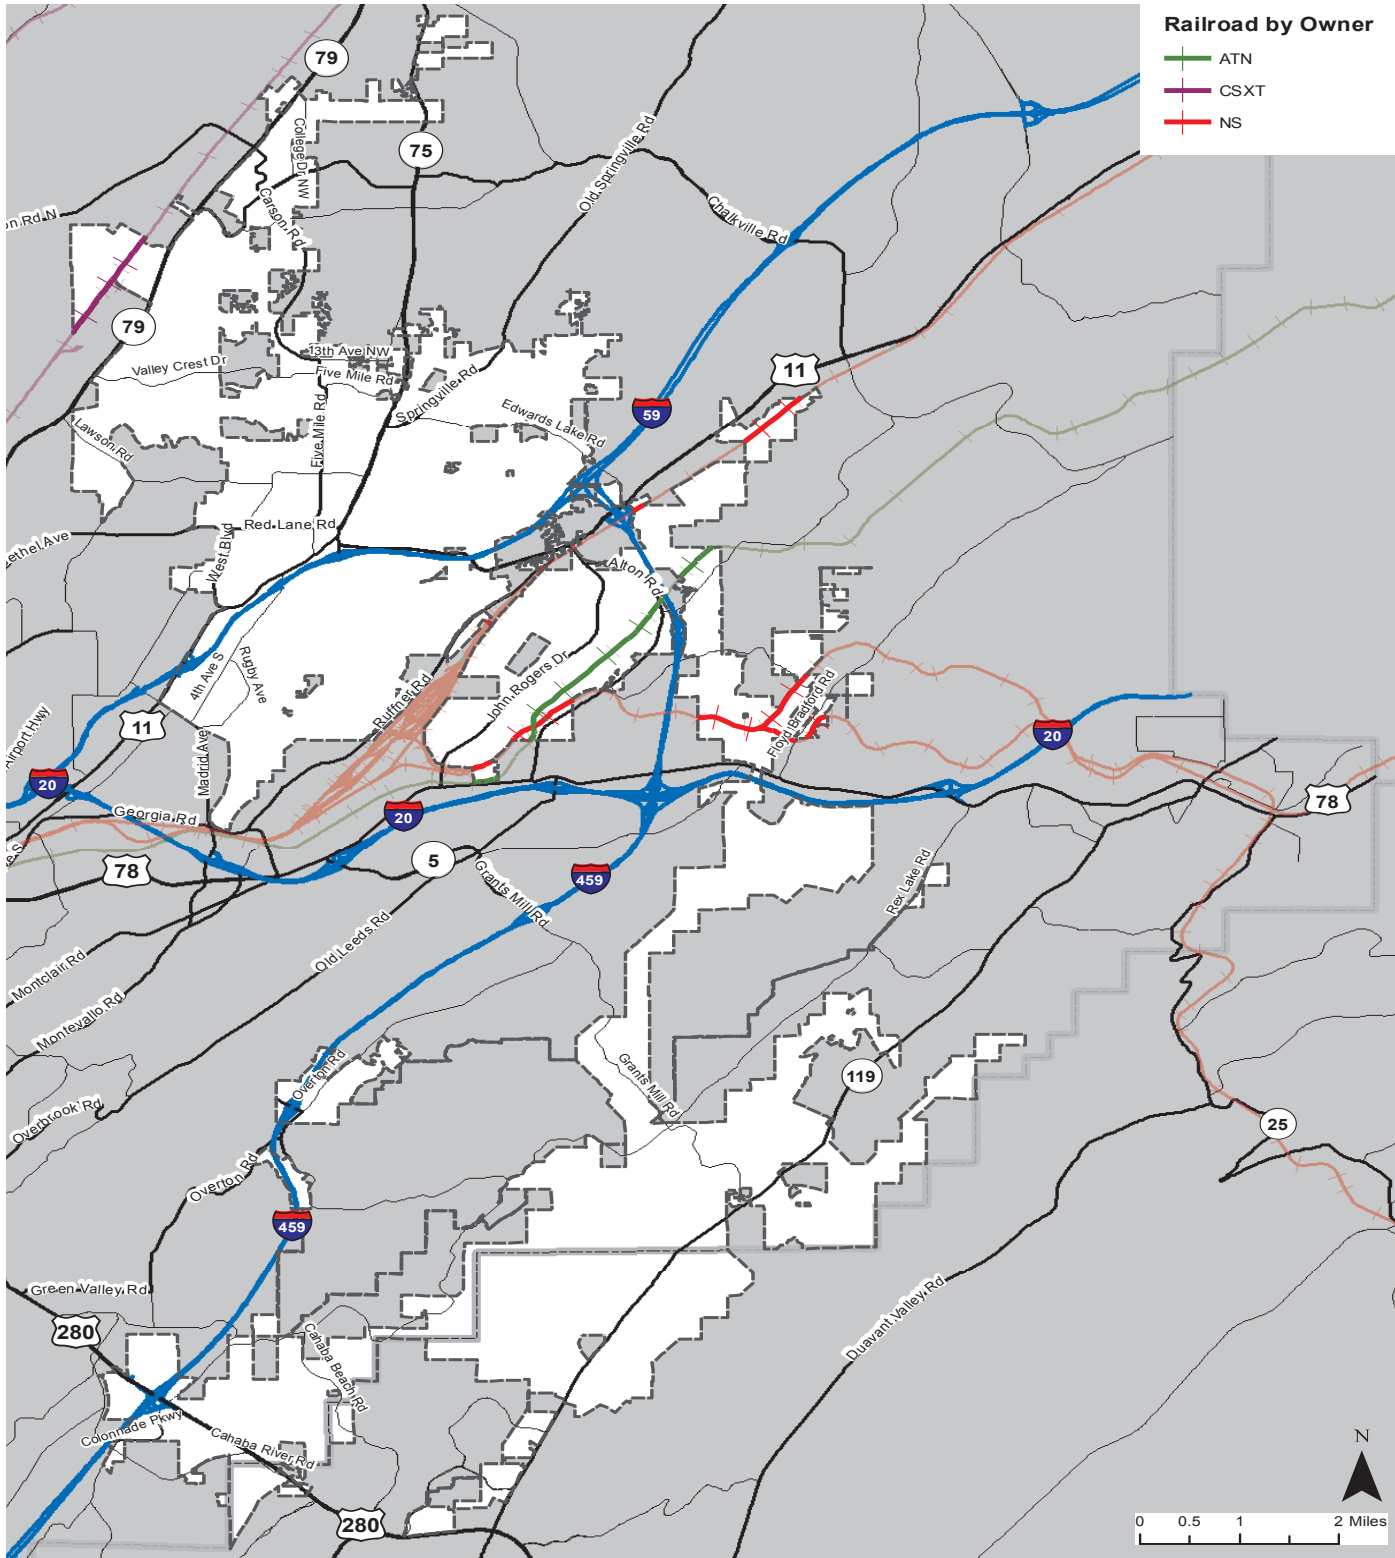 Railroad by Owner
ATN
CSXT
NS
79
75
College Dr NW
Old Springville Rd
Carson Rd
Chalkville Rd
on Rd N
79
13th Ave NW
Valley Crest Dr
Five Mile Rd
11
Springville Rd
59
Edwards Lake Rd
Lawson Rd
Five Mile Rd
Red Lane Rd
ethel Ave
West Blvd
Alton Rd
4th Ave S
Rugby Ave
John Rogers Dr
Ruffner Rd
Floyd Bradford Rd
Airport Hwy
11
20
Madrid Ave
20
Georgia Rd
20
78
e S
78
5
459
Grants Mill Rd
Rex Lake Rd
Old Leeds Rd
Montclair Rd
Montevallo Rd
Overton Rd
Grants Mill Rd
119
Overbrook Rd
25
Overton Rd
459
Green Valley Rd
280
Duavant Valley Rd
Cahaba Beach Rd
Colonnade Pkwy
Cahaba River Rd
280
N
0 0.5 1 2 Miles